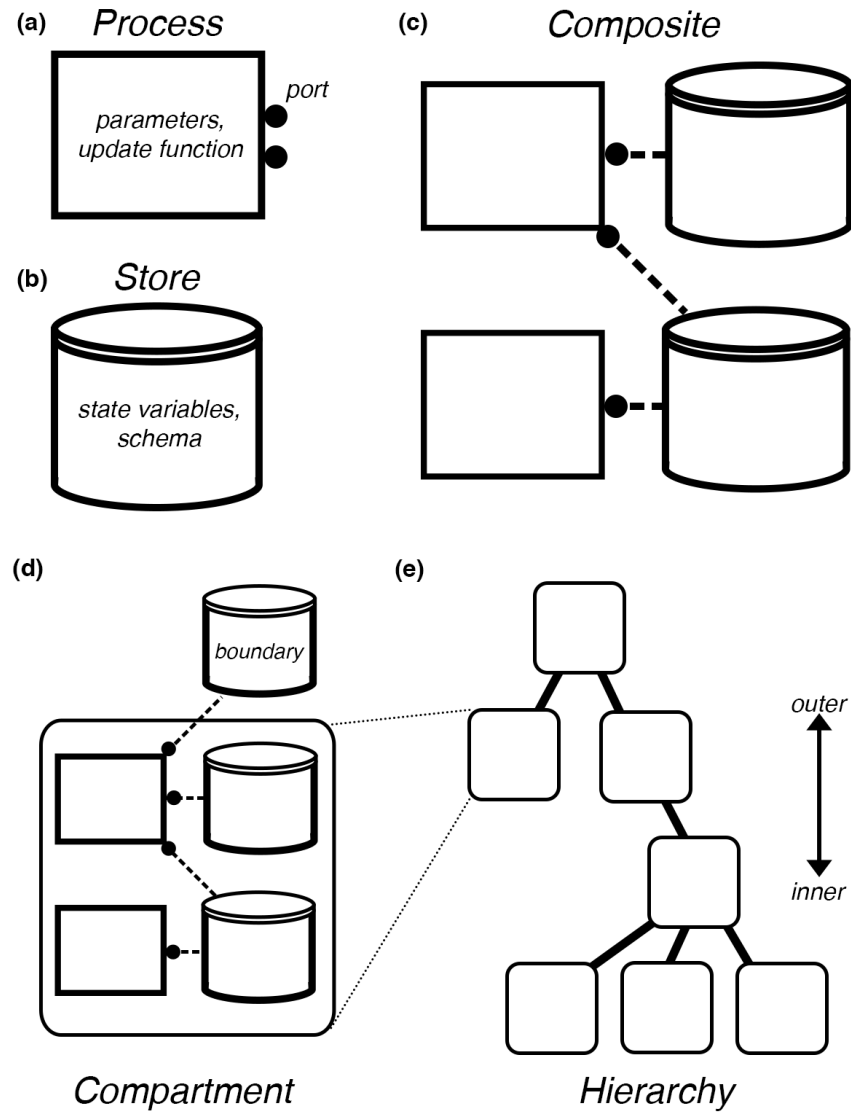 (a)
Process
port
parameters,
update function
(b)
Store
state variables,
schema
(c)
Composite
(d)
boundary
Compartment
(e)
outer
inner
Hierarchy